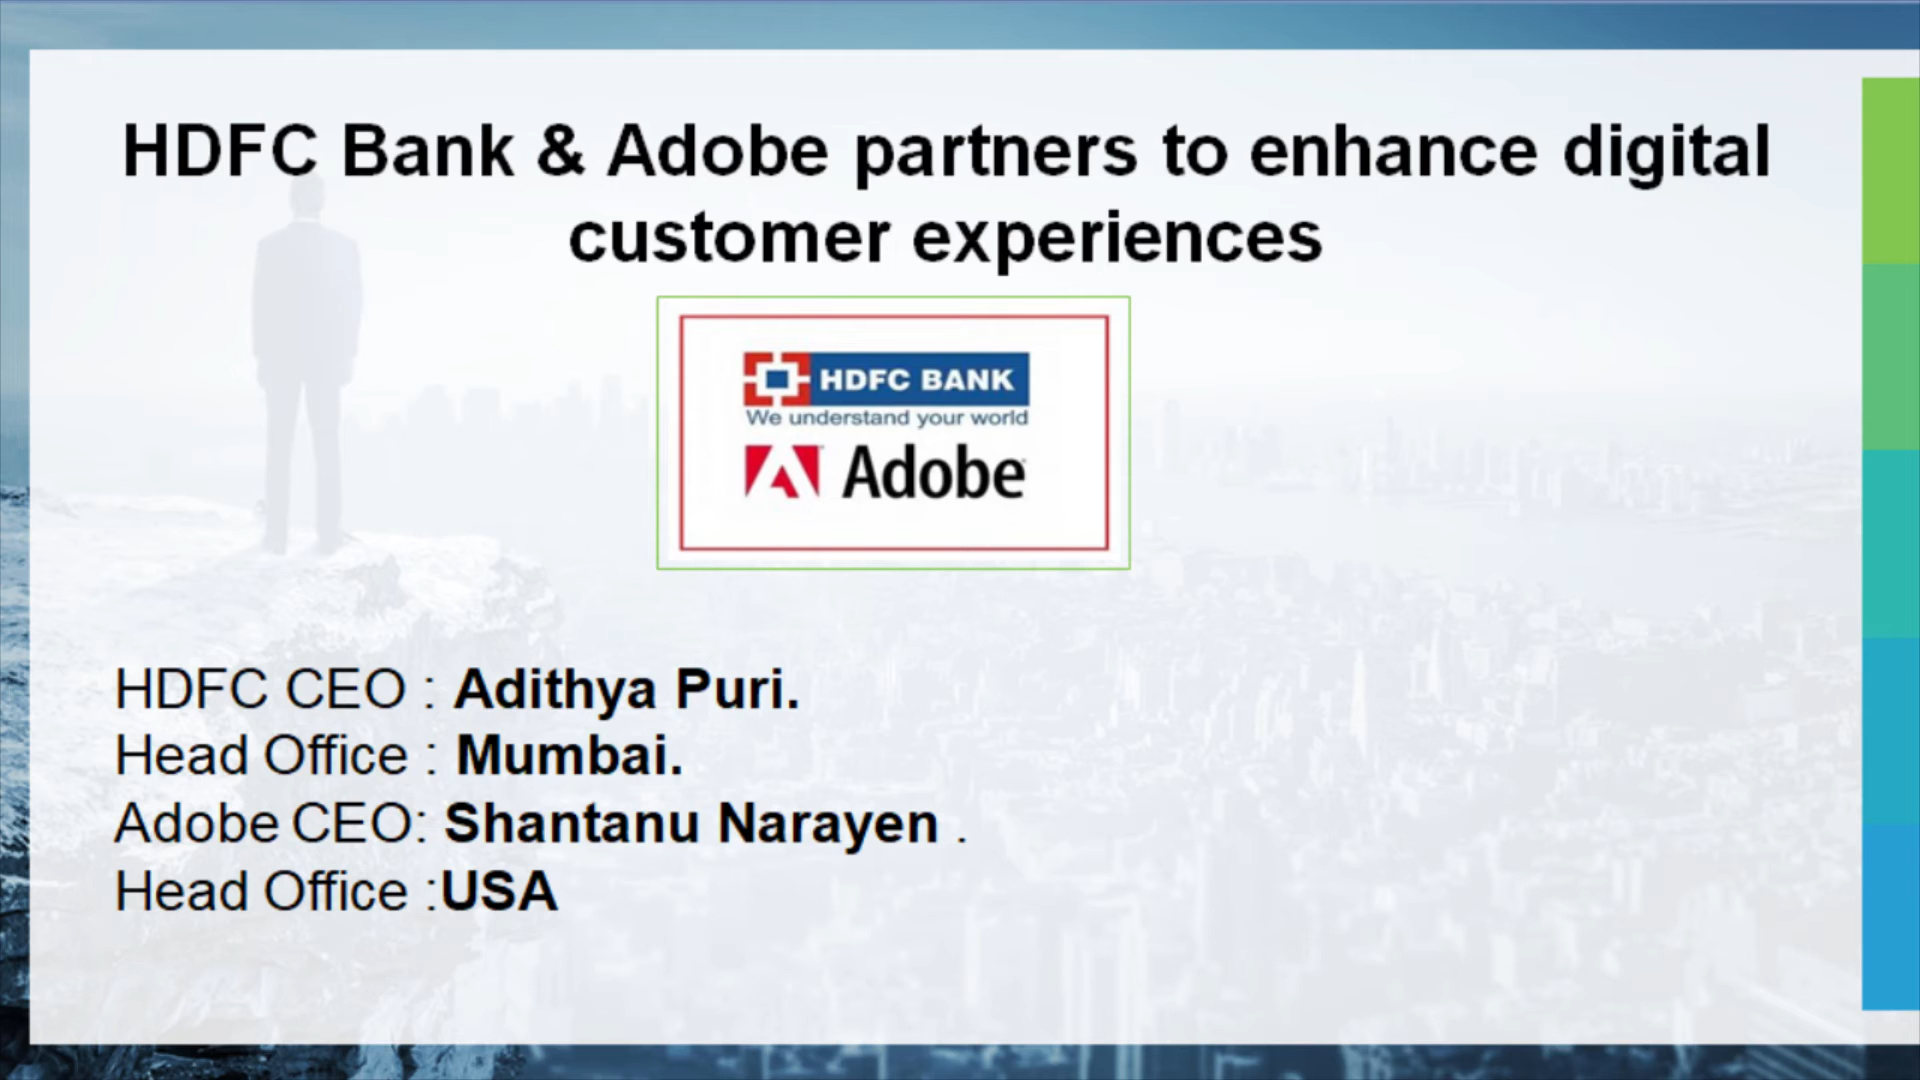 HDFC Bank & Adobe partners to enhance digital
customer experiences
HDFC BANK
We understand your world
Adobe
HDFC CEO : Adithya Puri.
Head Office : Mumbai.
Adobe CEO: Shantanu Narayen .
Head Office :USA